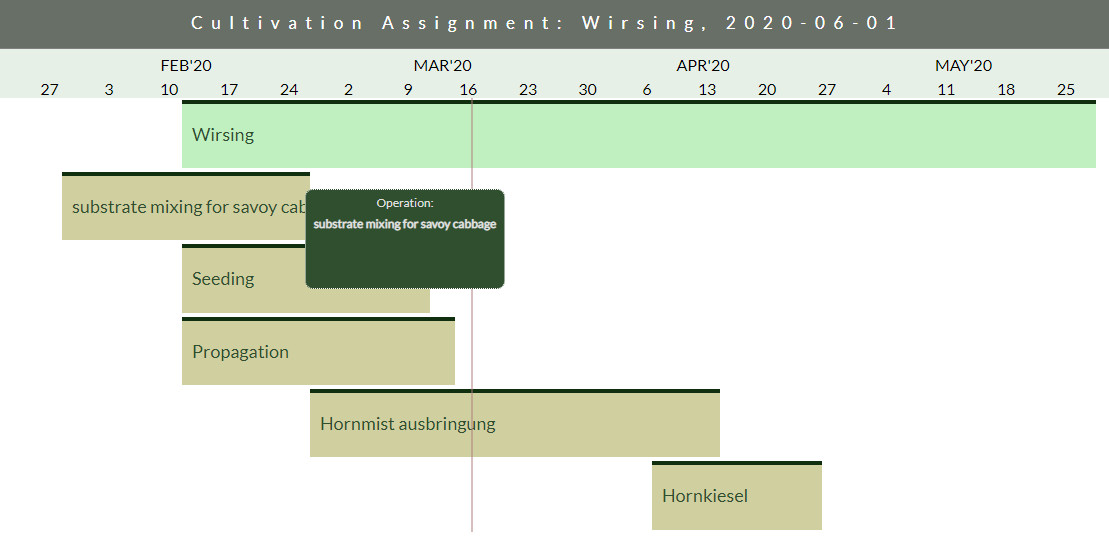 Cultivation Assignment: Wirsing, 2020-06-01
FEB'20 MAR'20 APR'20 MAY'20
27 3 10 17 24 2 9 16 23 30 6 13 20 27 4 11 18 25
Wirsing
substrate mixing for savoy cab
Operation:
substrate mixing for savoy cabbage
Seeding
Propagation
Hornmist ausbringung
Hornkiesel